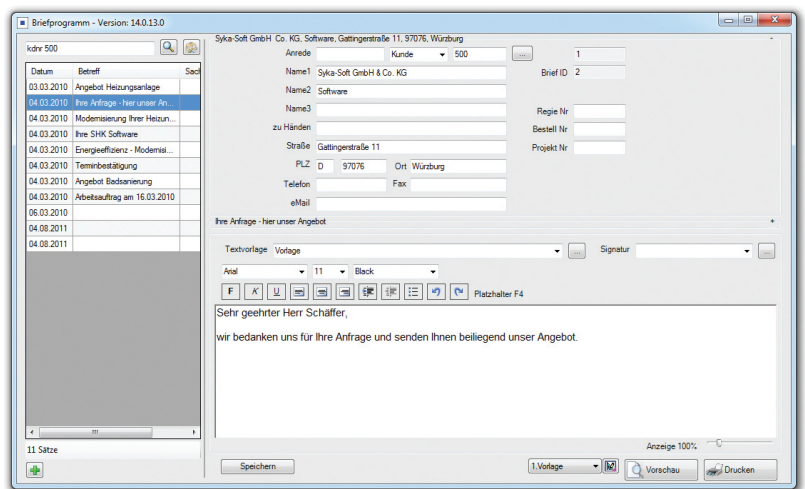 Briefprogramm - Version: 14.0.13.0
kdnr 500
Datum Betreff Sach
03.03.2010 Angebot Heizungsanlage
04.03.2010 Ihre Anfrage - hier unser An...
04.03.2010 Modernisierung Ihrer Heizun...
04.03.2010 Ihre SHK Software
04.03.2010 Energieeffizienz - Modernisi...
04.03.2010 Terminbestätigung
04.03.2010 Angebot Badsanierung
04.03.2010 Arbeitsauftrag am 16.03.2010
06.03.2010
04.08.2011
04.08.2011
11 Sätze
Syka-Soft GmbH Co. KG, Software, Gattingerstraße 11, 97076, Würzburg
Anrede Kunde 500 ... 1
Name1 Syka-Soft GmbH & Co. KG Brief ID 2
Name2 Software
Name3 Regie Nr
zu Händen Bestell Nr
Straße Gattingerstraße 11 Projekt Nr
PLZ D 97076 Ort Würzburg
Telefon Fax
eMail
Ihre Anfrage - hier unser Angebot
Textvorlage Vorlage ... Signatur ...
Arial 11 Black
F K U Platzhalter F4
Sehr geehrter Herr Schäffer,
wir bedanken uns für Ihre Anfrage und senden Ihnen beiliegend unser Angebot.
Anzeige 100%
Speichern 1.Vorlage Vorschau Drucken